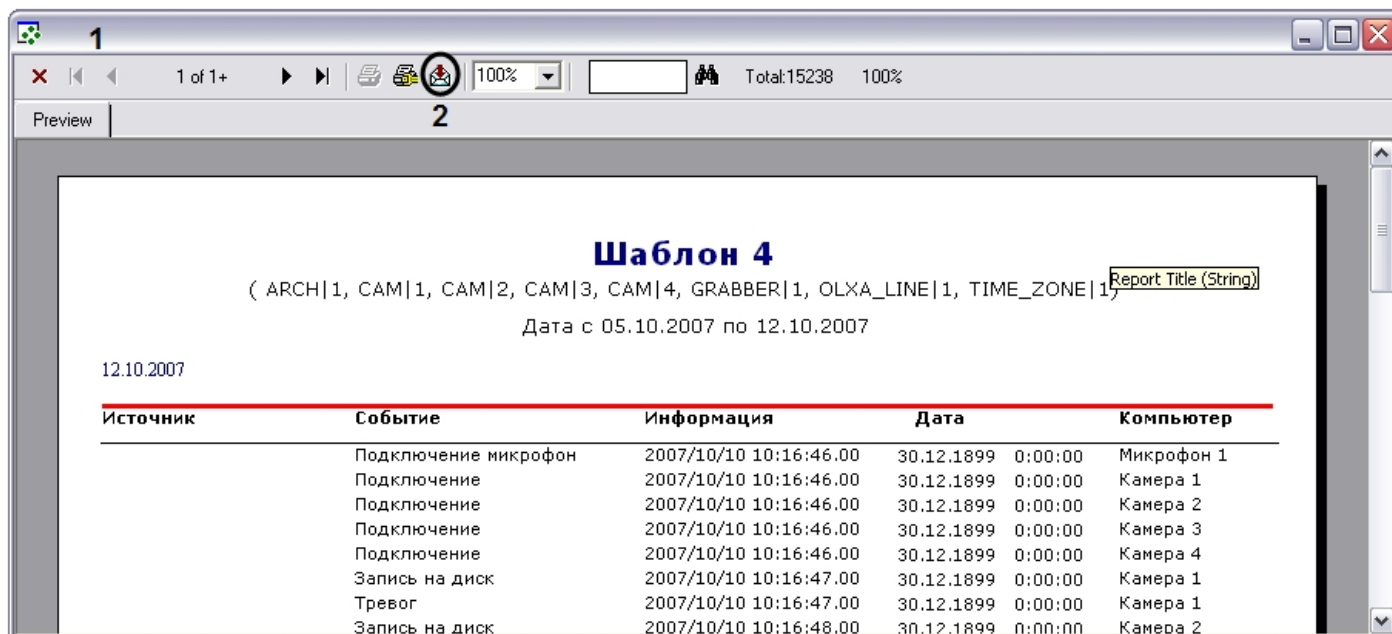 1
1 of 1+ 100% Total:15238 100%
2
Preview
Шаблон 4
( ARCH|1, CAM|1, CAM|2, CAM|3, CAM|4, GRABBER|1, OLXA_LINE|1, TIME_ZONE|1)
Report Title (String)
Дата с 05.10.2007 по 12.10.2007
12.10.2007
Источник Событие Информация Дата Компьютер
Подключение микрофон 2007/10/10 10:16:46.00 30.12.1899 0:00:00 Микрофон 1
Подключение 2007/10/10 10:16:46.00 30.12.1899 0:00:00 Камера 1
Подключение 2007/10/10 10:16:46.00 30.12.1899 0:00:00 Камера 2
Подключение 2007/10/10 10:16:46.00 30.12.1899 0:00:00 Камера 3
Подключение 2007/10/10 10:16:46.00 30.12.1899 0:00:00 Камера 4
Запись на диск 2007/10/10 10:16:47.00 30.12.1899 0:00:00 Камера 1
Тревог 2007/10/10 10:16:47.00 30.12.1899 0:00:00 Камера 1
Запись на диск 2007/10/10 10:16:48.00 30.12.1899 0:00:00 Камера 2